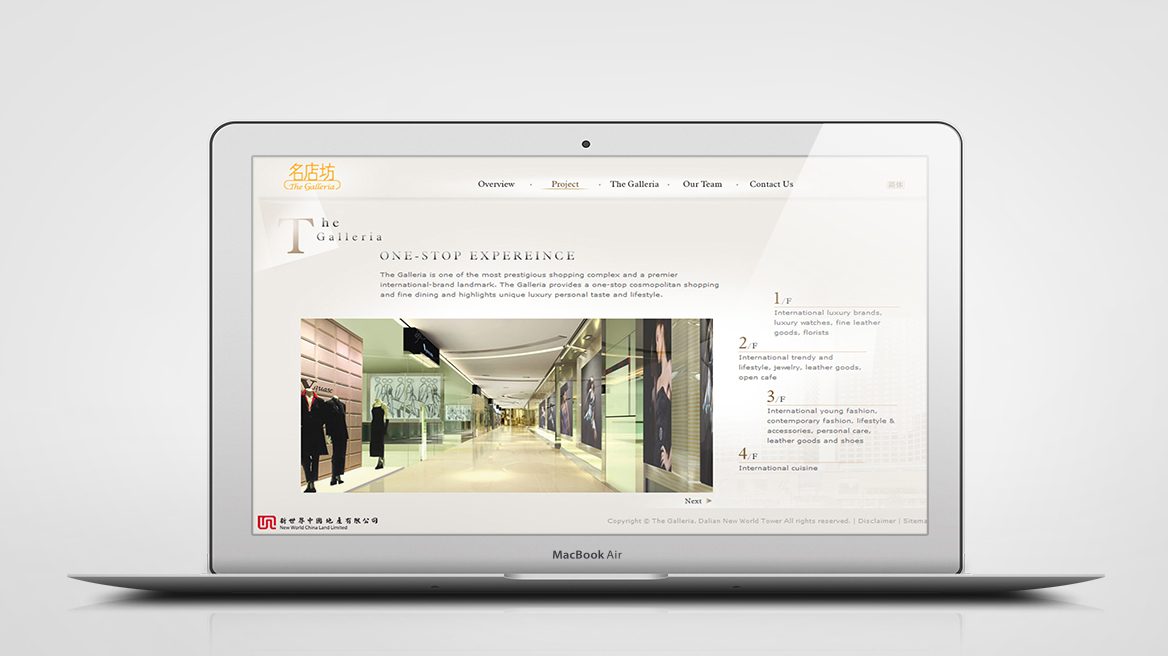 名店坊
The Galleria
Overview · Project · The Galleria · Our Team · Contact Us
The
Galleria
ONE-STOP EXPEREINCE
The Galleria is one of the most prestigious shopping complex and a premier
international-brand landmark. The Galleria provides a one-stop cosmopolitan shopping
and fine dining and highlights unique luxury personal taste and lifestyle.
1/F
International luxury brands,
luxury watches, fine leather
goods, florists
2/F
International trendy and
lifestyle, jewelry, leather goods,
open cafe
3/F
International young fashion,
contemporary fashion, lifestyle &
accessories, personal care,
leather goods and shoes
4/F
International cuisine
Next >
新世界中國地產有限公司
New World China Land Limited
Copyright © The Galleria, Dalian New World Tower All rights reserved. | Disclaimer | Sitema
MacBook Air